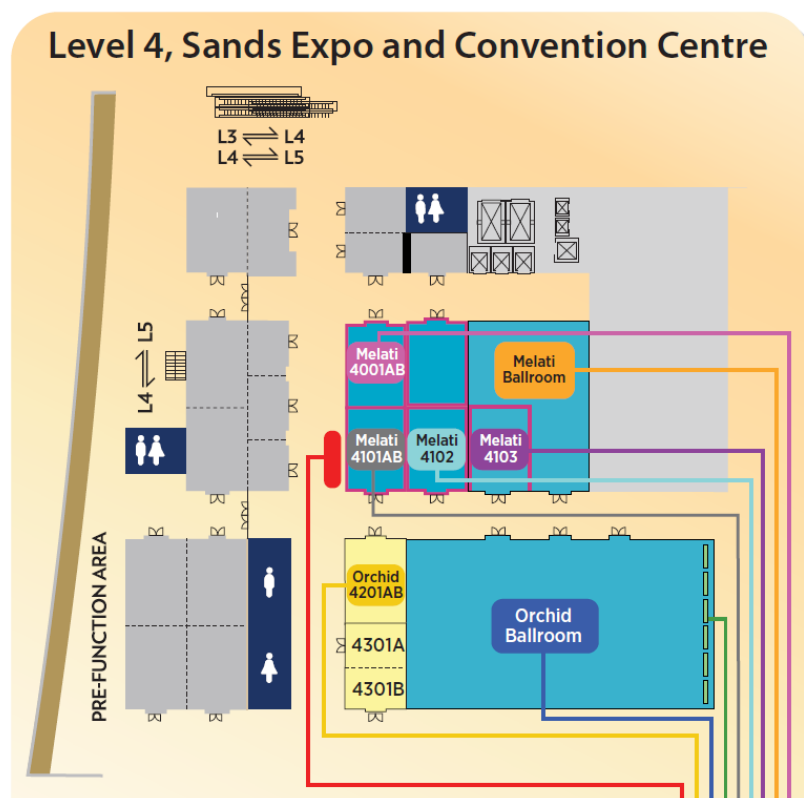 Level 4, Sands Expo and Convention Centre
L3 ⇌ L4
L4 ⇌ L5
L4 ⇌ L5
Melati
4001AB
Melati
Ballroom
Melati
4101AB
Melati
4102
Melati
4103
PRE-FUNCTION AREA
Orchid
4201AB
Orchid
Ballroom
4301A
4301B